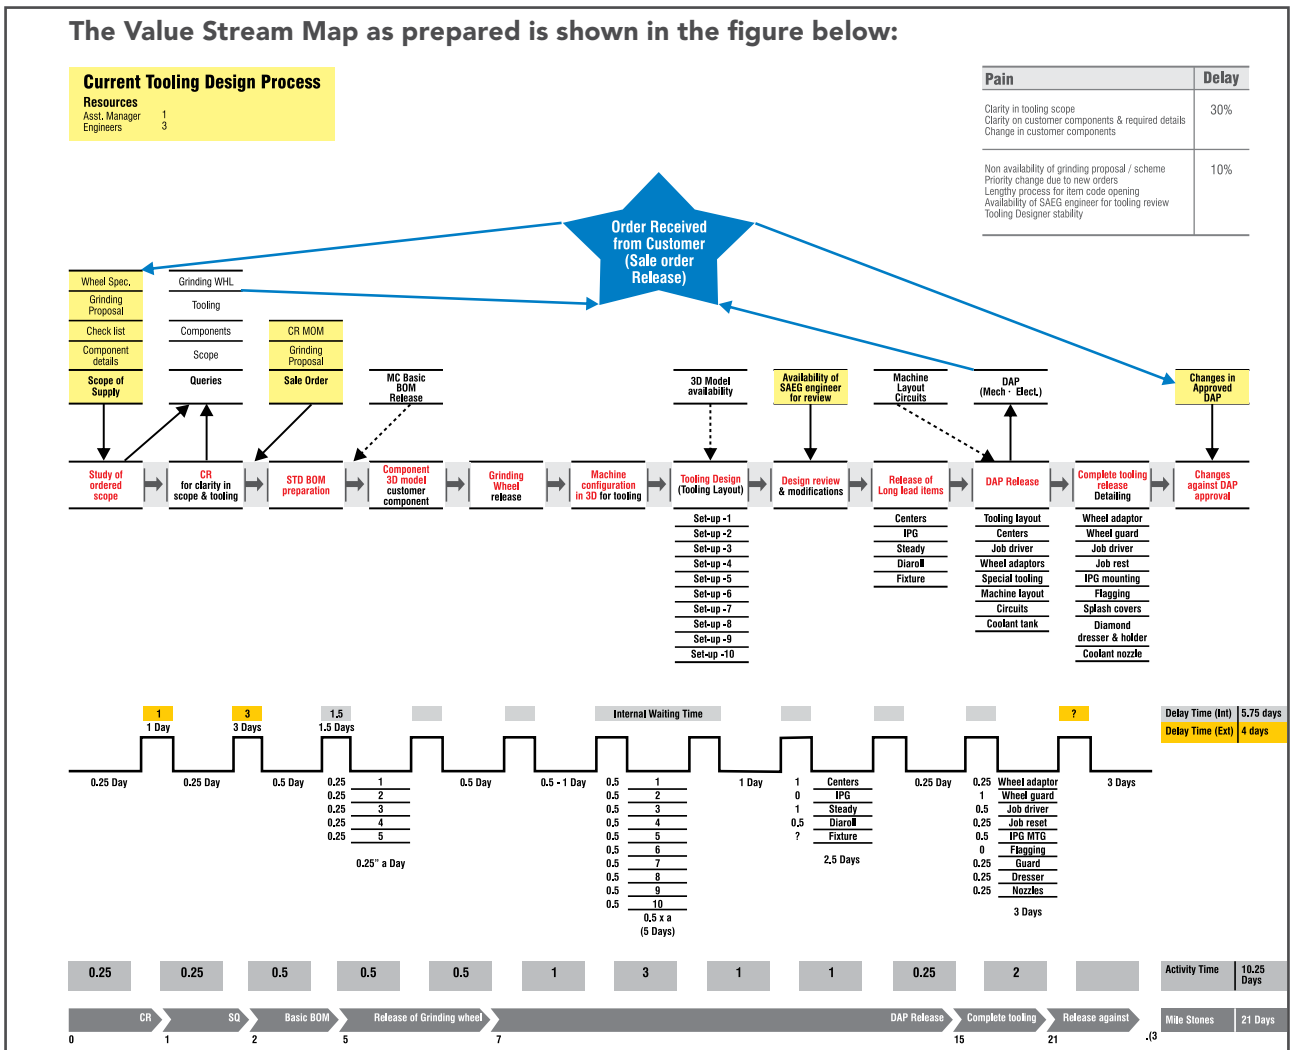 The Value Stream Map as prepared is shown in the figure below:
Current Tooling Design Process
Resources
Asst. Manager 1
Engineers 3
Pain Delay
Clarity in tooling scope
Clarity on customer components & required details
Change in customer components
30%
Non availability of grinding proposal / scheme
Priority change due to new orders
Lengthy process for item code opening
Availability of SAEG engineer for tooling review
Tooling Designer stability
10%
Order Received
from Customer
(Sale order
Release)
Wheel Spec.
Grinding
Proposal
Check list
Component
details
Scope of
Supply
Grinding WHL
Tooling
Components
Scope
Queries
CR MOM
Grinding
Proposal
Sale Order
MC Basic
BOM
Release
3D Model
availability
Availability of
SAEG engineer
for review
Machine
Layout
Circuits
DAP
(Mech · Elect.)
Changes in
Approved
DAP
Study of
ordered
scope
CR
for clarity in
scope & tooling
STD BOM
preparation
Component
3D model
customer
component
Grinding
Wheel
release
Machine
configuration
in 3D for tooling
Tooling Design
(Tooling Layout)
Design review
& modifications
Release of
Long lead items
DAP Release
Complete tooling
release
Detailing
Changes
against DAP
approval
Set-up -1
Set-up -2
Set-up -3
Set-up -4
Set-up -5
Set-up -6
Set-up -7
Set-up -8
Set-up -9
Set-up -10
Centers
IPG
Steady
Diaroll
Fixture
Tooling layout
Centers
Job driver
Wheel adaptors
Special tooling
Machine layout
Circuits
Coolant tank
Wheel adaptor
Wheel guard
Job driver
Job rest
IPG mounting
Flagging
Splash covers
Diamond
dresser & holder
Coolant nozzle
1 3 1.5 Internal Waiting Time ?
1 Day 3 Days 1.5 Days
Delay Time (Int) 5.75 days
Delay Time (Ext) 4 days
0.25 Day 0.25 Day 0.5 Day 0.5 Day 0.5 - 1 Day 1 Day 0.25 Day 3 Days
0.25 1
0.25 2
0.25 3
0.25 4
0.25 5
0.25" a Day
0.5 1
0.5 2
0.5 3
0.5 4
0.5 5
0.5 6
0.5 7
0.5 8
0.5 9
0.5 10
0.5 x a
(5 Days)
1 Centers
0 IPG
1 Steady
0.5 Diaroll
? Fixture
2.5 Days
0.25 Wheel adaptor
1 Wheel guard
0.5 Job driver
0.25 Job reset
0.5 IPG MTG
0 Flagging
0.25 Guard
0.25 Dresser
0.25 Nozzles
3 Days
0.25 0.25 0.5 0.5 0.5 1 3 1 1 0.25 2
Activity Time 10.25
Days
CR SQ Basic BOM Release of Grinding wheel DAP Release Complete tooling Release against
Mile Stones 21 Days
0 1 2 5 7 15 21 .(3